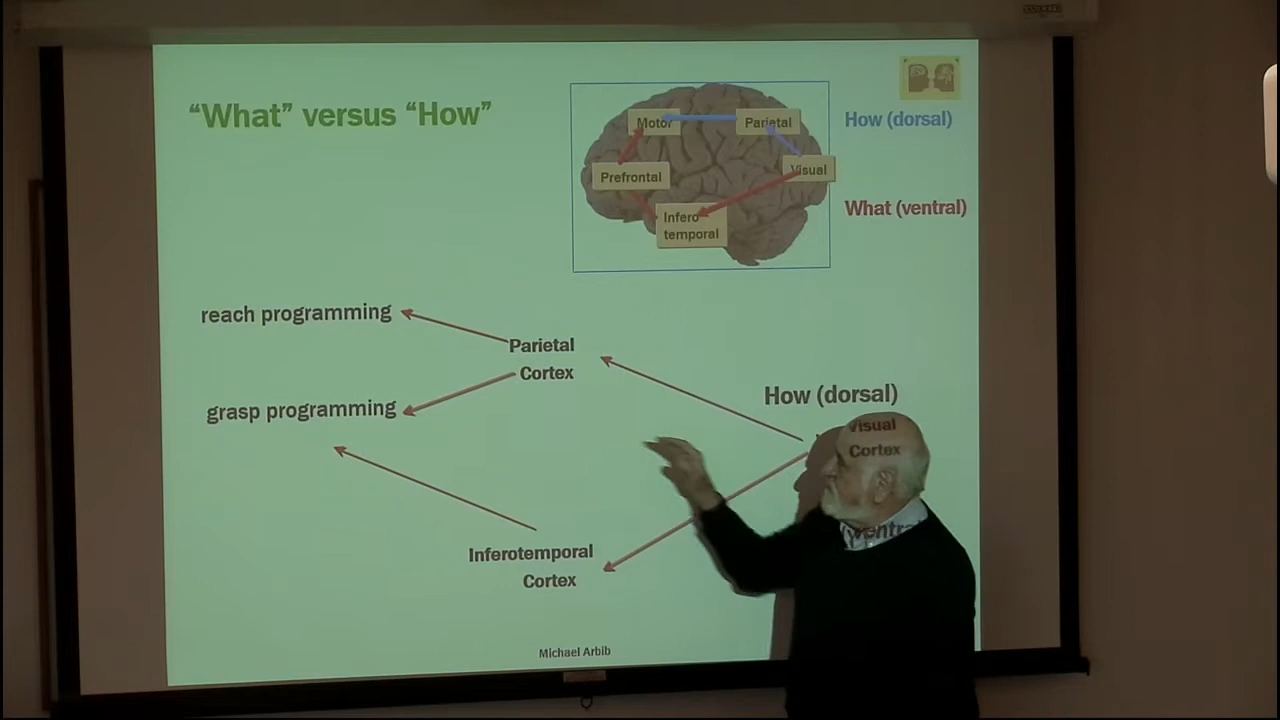 “What” versus “How”
Motor
Parietal
How (dorsal)
Prefrontal
Visual
Infero
temporal
What (ventral)
reach programming
Parietal
Cortex
grasp programming
How (dorsal)
Visual
Cortex
Inferotemporal
Cortex
Michael Arbib